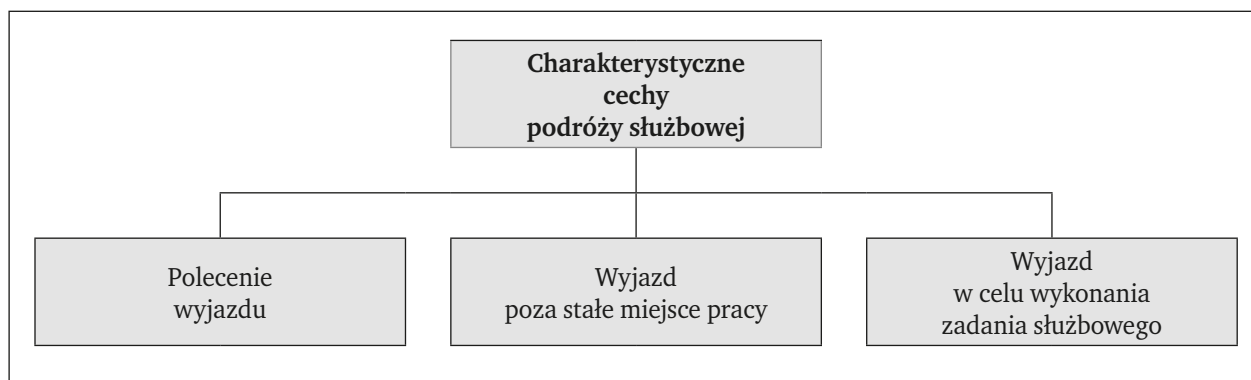 Charakterystyczne
cechy
podróży służbowej
Polecenie
wyjazdu
Wyjazd
poza stałe miejsce pracy
Wyjazd
w celu wykonania
zadania służbowego